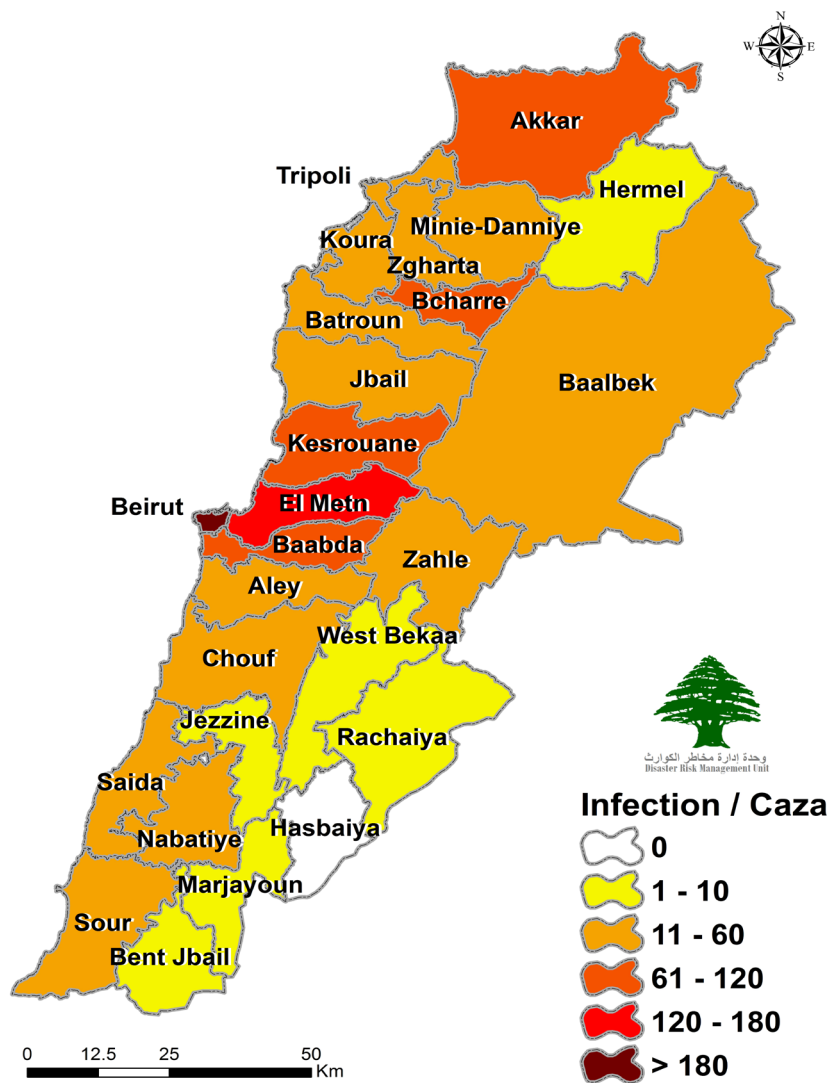 N
W E
S
Akkar
Tripoli
Hermel
Minie-Danniye
Koura
Zgharta
Bcharre
Batroun
Jbail
Baalbek
Kesrouane
El Metn
Beirut
Baabda
Zahle
Aley
West Bekaa
Chouf
Jezzine
Rachaiya
وحدة إدارة مخاطر الكوارث
Disaster Risk Management Unit
Saida
Hasbaiya
Nabatiye
Marjayoun
Sour
Bent Jbail
Infection / Caza
0
1 - 10
11 - 60
61 - 120
120 - 180
> 180
0 12.5 25 50
Km